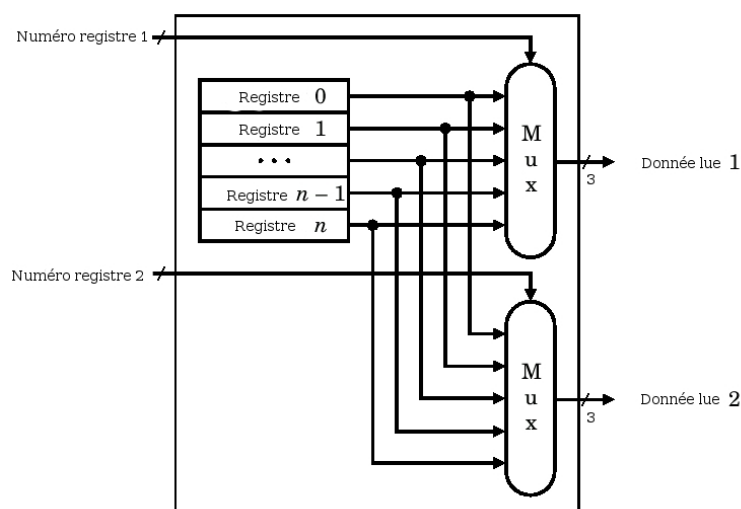 Numéro registre 1
Registre 0
Registre 1
...
Registre n − 1
Registre n
M
u
x
3
Donnée lue 1
Numéro registre 2
M
u
x
3
Donnée lue 2